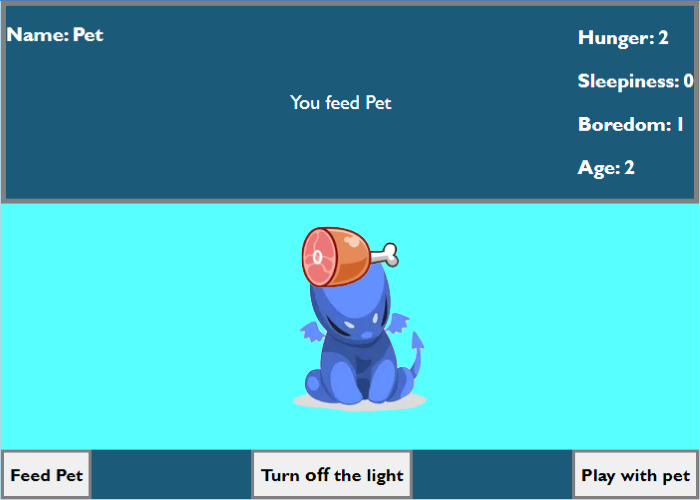 Name: Pet
Hunger: 2
Sleepiness: 0
You feed Pet
Boredom: 1
Age: 2
Feed Pet
Turn off the light
Play with pet